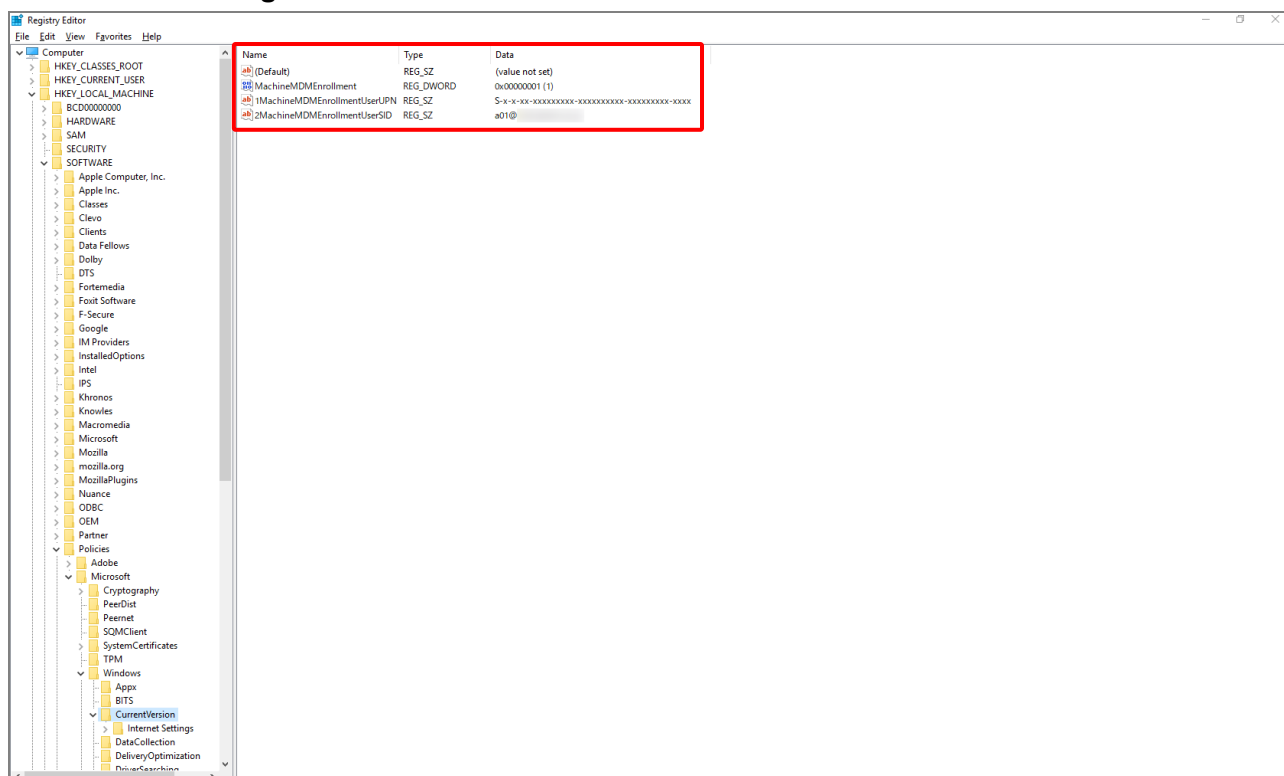 Registry Editor
File Edit View Favorites Help
Computer
HKEY_CLASSES_ROOT
HKEY_CURRENT_USER
HKEY_LOCAL_MACHINE
BCD00000000
HARDWARE
SAM
SECURITY
SOFTWARE
Apple Computer, Inc.
Apple Inc.
Classes
Clevo
Clients
Data Fellows
Dolby
DTS
Fortemedia
Foxit Software
F-Secure
Google
IM Providers
InstalledOptions
Intel
IPS
Khronos
Knowles
Macromedia
Microsoft
Mozilla
mozilla.org
MozillaPlugins
Nuance
ODBC
OEM
Partner
Policies
Adobe
Microsoft
Cryptography
PeerDist
Peernet
SQMClient
SystemCertificates
TPM
Windows
Appx
BITS
CurrentVersion
Internet Settings
DataCollection
DeliveryOptimization
DriverSearching
Name Type Data
(Default) REG_SZ (value not set)
MachineMDMEnrollment REG_DWORD 0x00000001 (1)
1MachineMDMEnrollmentUserUPN REG_SZ S-x-x-xx-xxxxxxxxx-xxxxxxxxxx-xxxxxxxxx-xxxx
2MachineMDMEnrollmentUserSID REG_SZ a01@